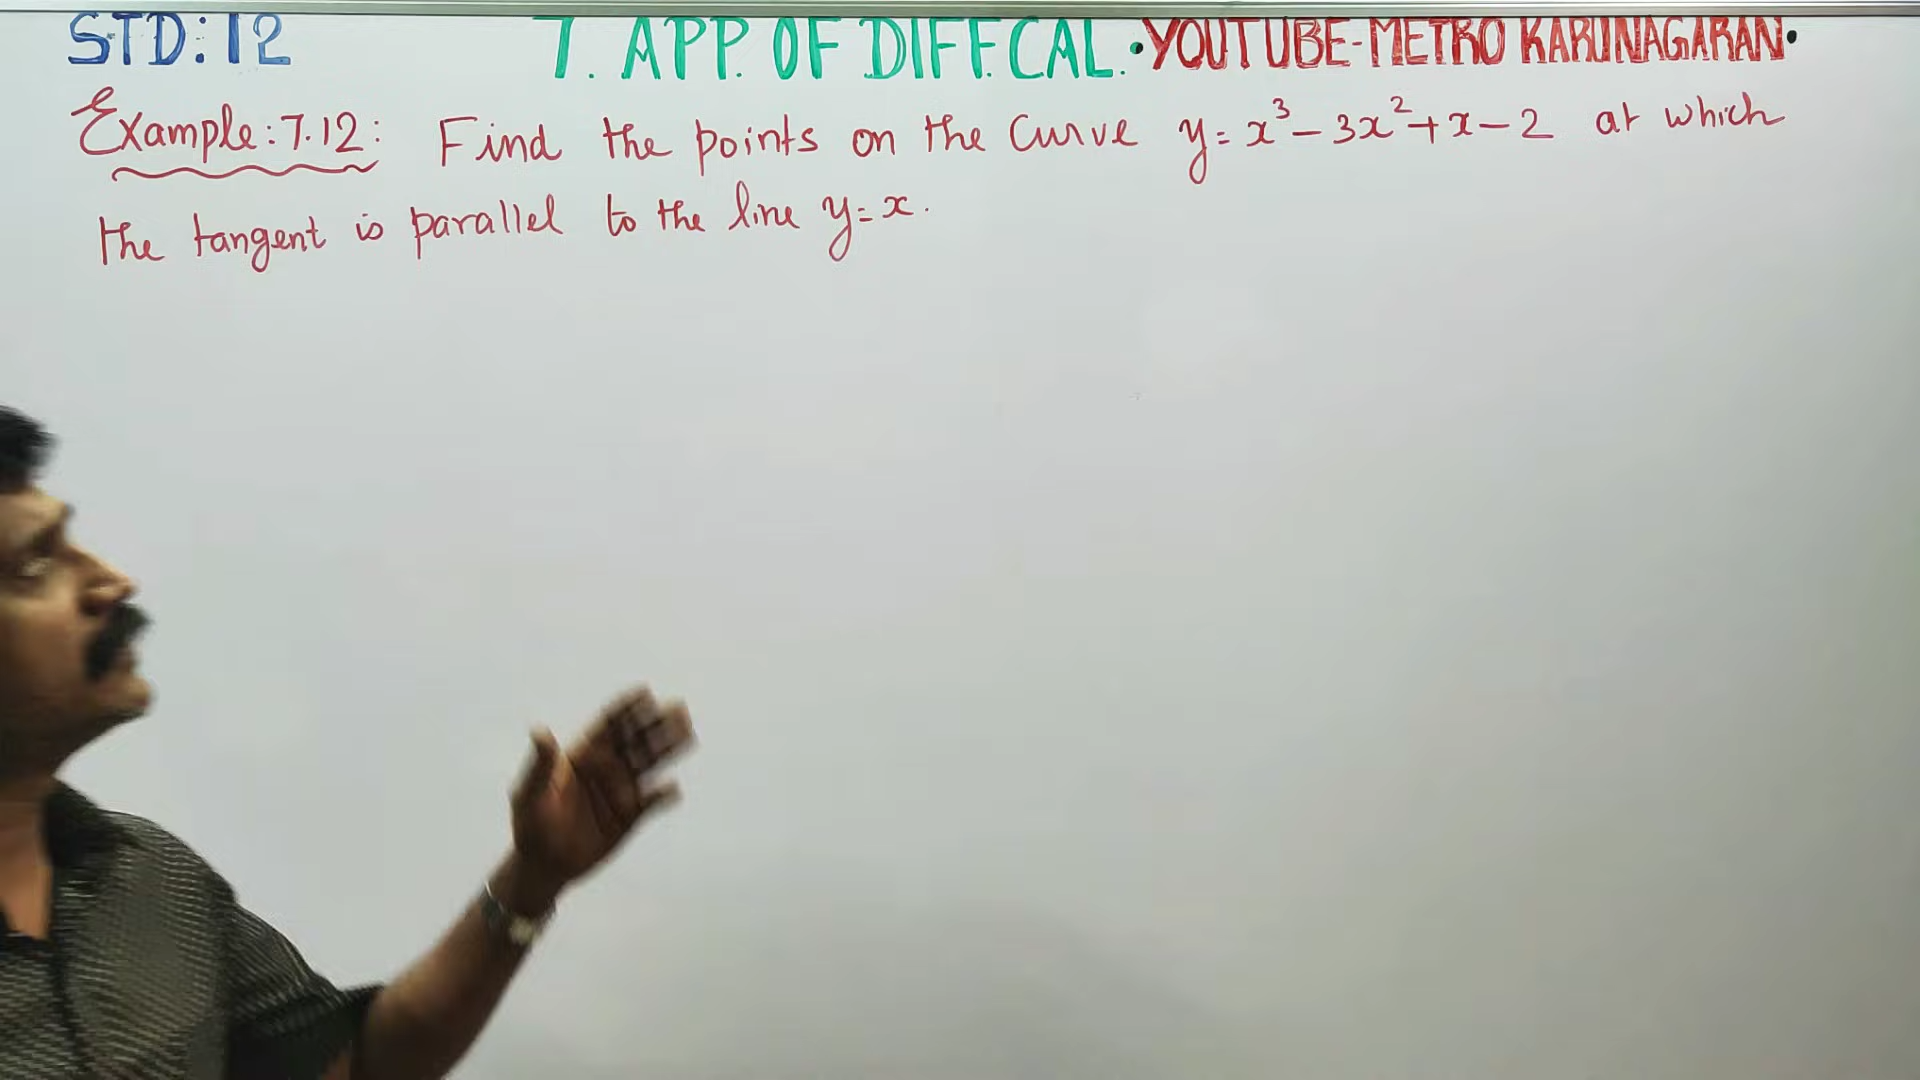 STD: 12 7. APP. OF DIFF. CAL. •YOUTUBE-METRO KARUNAGARAN•
Example: 7.12: Find the points on the Curve y = x³ - 3x² + x - 2 at which
the tangent is parallel to the line y = x.